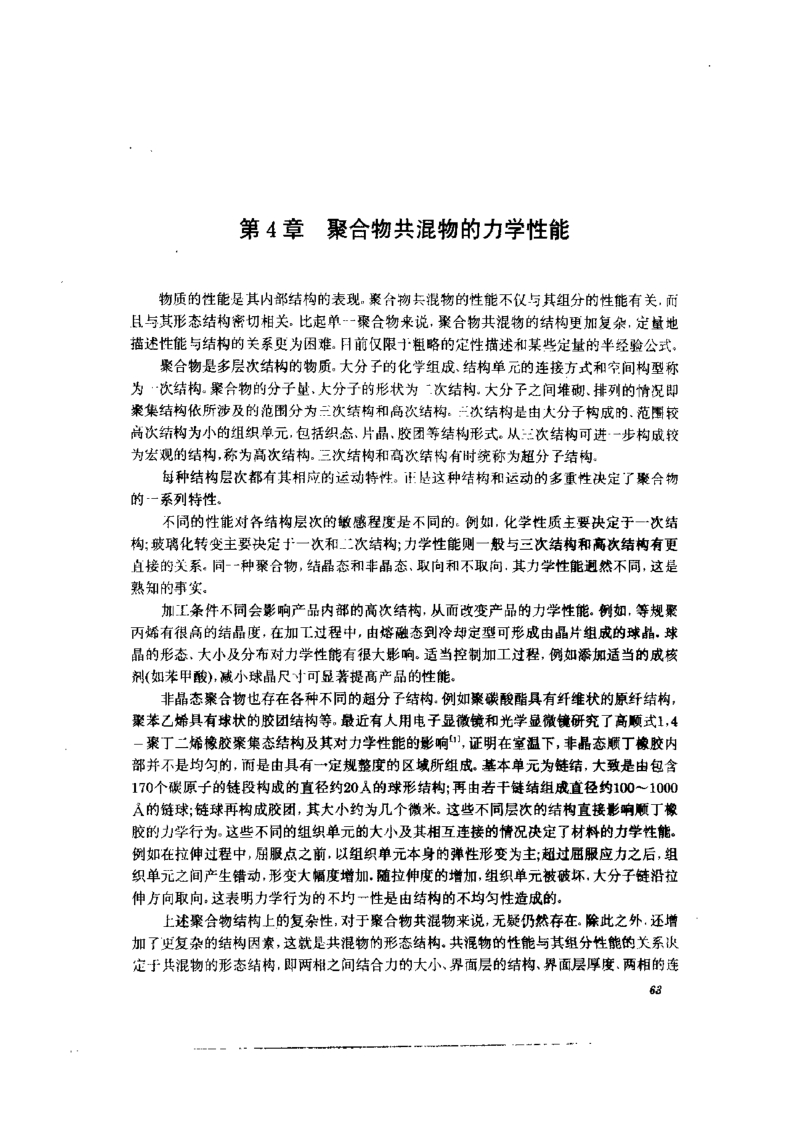 第4章　聚合物共混物的力学性能
物质的性能是其内部结构的表现。聚合物共混物的性能不仅与其组分的性能有关，而
且与其形态结构密切相关。比起单一聚合物来说，聚合物共混物的结构更加复杂，定量地
描述性能与结构的关系更为困难。目前仅限于粗略的定性描述和某些定量的半经验公式。
聚合物是多层次结构的物质。大分子的化学组成、结构单元的连接方式和空间构型称
为一次结构。聚合物的分子量、大分子的形状为二次结构。大分子之间堆砌、排列的情况即
聚集结构依所涉及的范围分为三次结构和高次结构。三次结构是由大分子构成的、范围较
高次结构为小的组织单元，包括织态、片晶、胶团等结构形式。从三次结构可进一步构成较
为宏观的结构，称为高次结构。三次结构和高次结构有时统称为超分子结构。
每种结构层次都有其相应的运动特性。正是这种结构和运动的多重性决定了聚合物
的一系列特性。
不同的性能对各结构层次的敏感程度是不同的。例如，化学性质主要决定于一次结
构；玻璃化转变主要决定于一次和二次结构；力学性能则一般与三次结构和高次结构有更
直接的关系。同一种聚合物，结晶态和非晶态、取向和不取向，其力学性能迥然不同，这是
熟知的事实。
加工条件不同会影响产品内部的高次结构，从而改变产品的力学性能。例如，等规聚
丙烯有很高的结晶度，在加工过程中，由熔融态到冷却定型可形成由晶片组成的球晶。球
晶的形态、大小及分布对力学性能有很大影响。适当控制加工过程，例如添加适当的成核
剂(如苯甲酸)，减小球晶尺寸可显著提高产品的性能。
非晶态聚合物也存在各种不同的超分子结构。例如聚碳酸酯具有纤维状的原纤结构，
聚苯乙烯具有球状的胶团结构等。最近有人用电子显微镜和光学显微镜研究了高顺式1,4
－聚丁二烯橡胶聚集态结构及其对力学性能的影响[1]，证明在室温下，非晶态顺丁橡胶内
部并不是均匀的，而是由具有一定规整度的区域所组成。基本单元为链结，大致是由包含
170个碳原子的链段构成的直径约20Å的球形结构；再由若干链结组成直径约100～1000
Å的链球；链球再构成胶团，其大小约为几个微米。这些不同层次的结构直接影响顺丁橡
胶的力学行为。这些不同的组织单元的大小及其相互连接的情况决定了材料的力学性能。
例如在拉伸过程中，屈服点之前，以组织单元本身的弹性形变为主；超过屈服应力之后，组
织单元之间产生错动，形变大幅度增加。随拉伸度的增加，组织单元被破坏，大分子链沿拉
伸方向取向。这表明力学行为的不均一性是由结构的不均匀性造成的。
上述聚合物结构上的复杂性，对于聚合物共混物来说，无疑仍然存在。除此之外，还增
加了更复杂的结构因素，这就是共混物的形态结构。共混物的性能与其组分性能的关系决
定于共混物的形态结构，即两相之间结合力的大小、界面层的结构、界面层厚度、两相的连
63